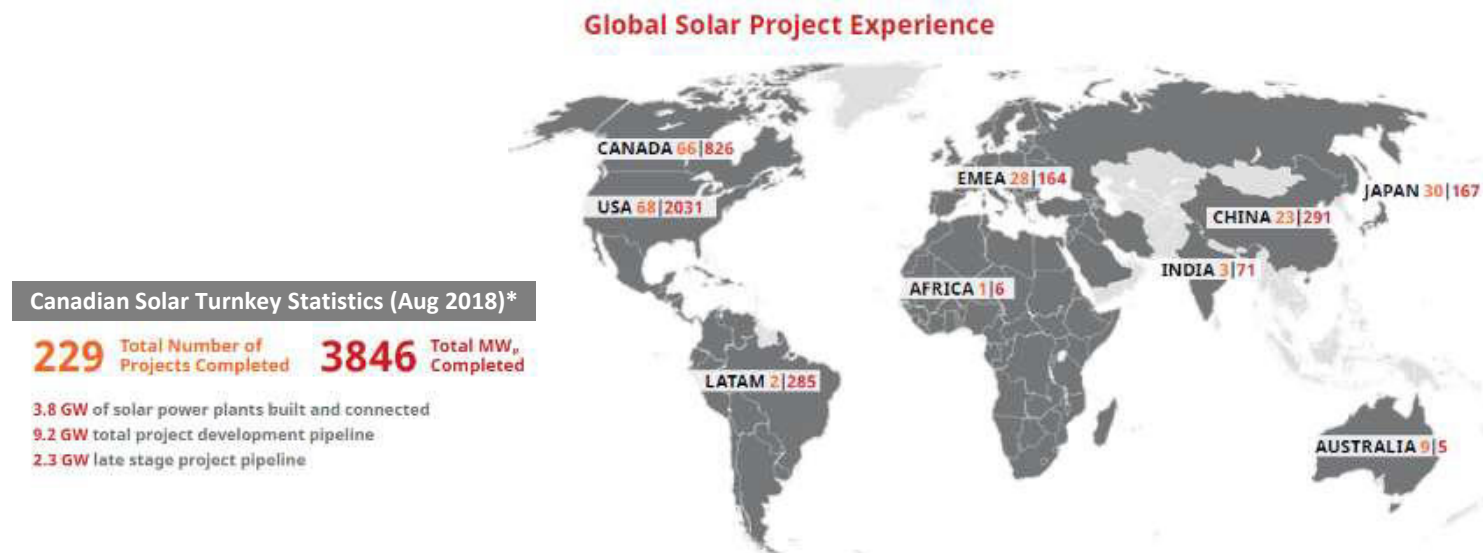 Global Solar Project Experience
CANADA 66|826
EMEA 28|164
JAPAN 30|167
USA 68|2031
CHINA 23|291
INDIA 3|71
AFRICA 1|6
LATAM 2|285
AUSTRALIA 9|5
Canadian Solar Turnkey Statistics (Aug 2018)*
229 Total Number of
Projects Completed
3846 Total MWp
Completed
3.8 GW of solar power plants built and connected
9.2 GW total project development pipeline
2.3 GW late stage project pipeline